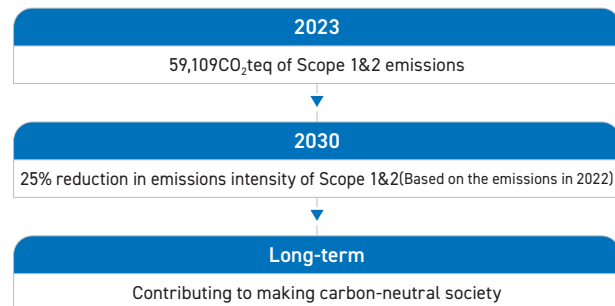 2023
59,109CO₂teq of Scope 1&2 emissions
2030
25% reduction in emissions intensity of Scope 1&2(Based on the emissions in 2022)
Long-term
Contributing to making carbon-neutral society